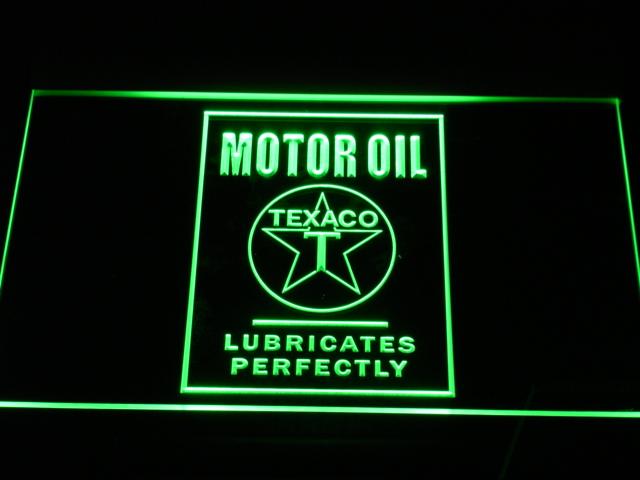 MOTOR OIL
TEXACO
T
LUBRICATES
PERFECTLY